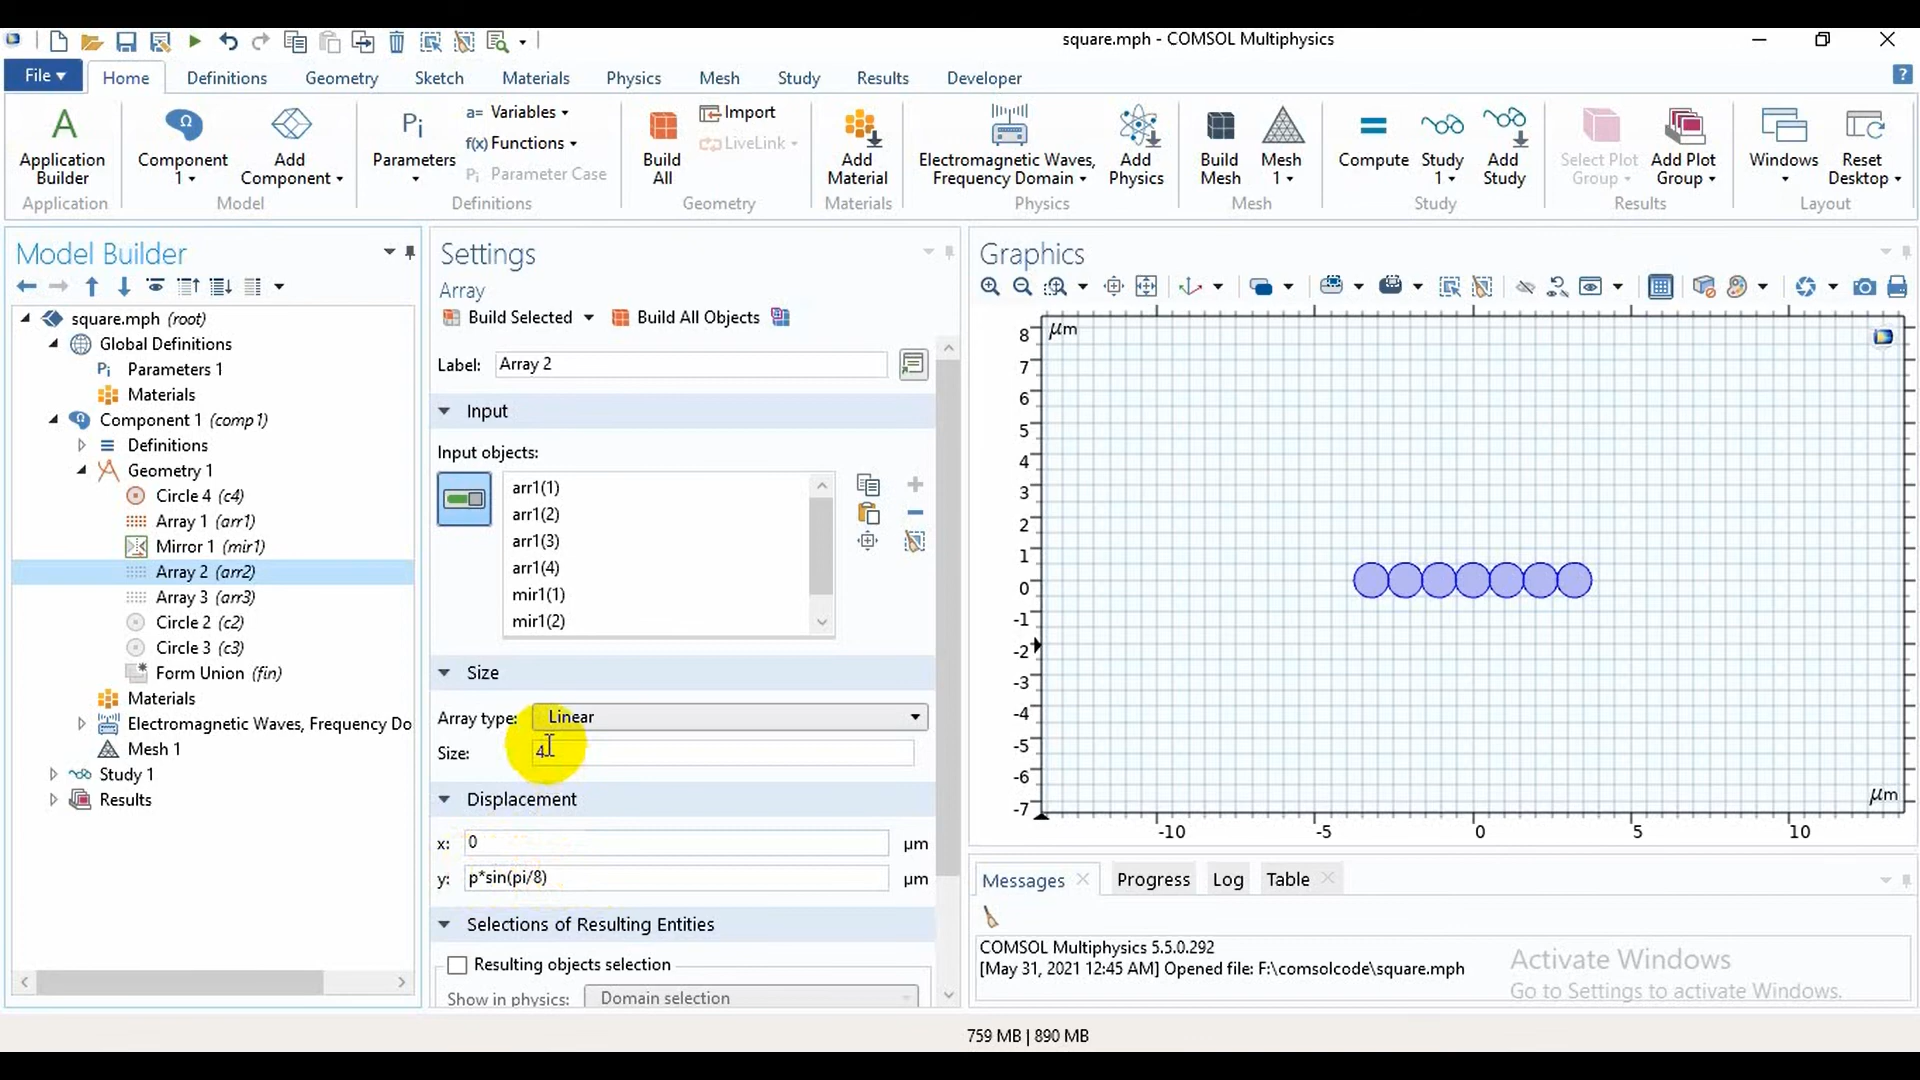 square.mph - COMSOL Multiphysics
File
Home
Definitions
Geometry
Sketch
Materials
Physics
Mesh
Study
Results
Developer
?
A
Application
Builder
Application
Component
1
Add
Component
Model
Pi
Parameters
a= Variables
f(x) Functions
Pi Parameter Case
Definitions
Build
All
Import
LiveLink
Geometry
Add
Material
Materials
Electromagnetic Waves,
Frequency Domain
Add
Physics
Physics
Build
Mesh
Mesh
1
Mesh
Compute
Study
1
Add
Study
Study
Select Plot
Group
Add Plot
Group
Results
Windows
Reset
Desktop
Layout
Model Builder
square.mph (root)
Global Definitions
Pi Parameters 1
Materials
Component 1 (comp1)
Definitions
Geometry 1
Circle 4 (c4)
Array 1 (arr1)
Mirror 1 (mir1)
Array 2 (arr2)
Array 3 (arr3)
Circle 2 (c2)
Circle 3 (c3)
Form Union (fin)
Materials
Electromagnetic Waves, Frequency Do
Mesh 1
Study 1
Results
Settings
Array
Build Selected
Build All Objects
Label: Array 2
Input
Input objects:
arr1(1)
arr1(2)
arr1(3)
arr1(4)
mir1(1)
mir1(2)
Size
Array type: Linear
Size: 4
Displacement
x: 0 μm
y: p*sin(pi/8) μm
Selections of Resulting Entities
Resulting objects selection
Show in physics: Domain selection
Graphics
μm
8
7
6
5
4
3
2
1
0
-1
-2
-3
-4
-5
-6
-7
μm
-10 -5 0 5 10
Messages
Progress
Log
Table
COMSOL Multiphysics 5.5.0.292
[May 31, 2021 12:45 AM] Opened file: F:\comsolcode\square.mph
Activate Windows
Go to Settings to activate Windows.
759 MB | 890 MB